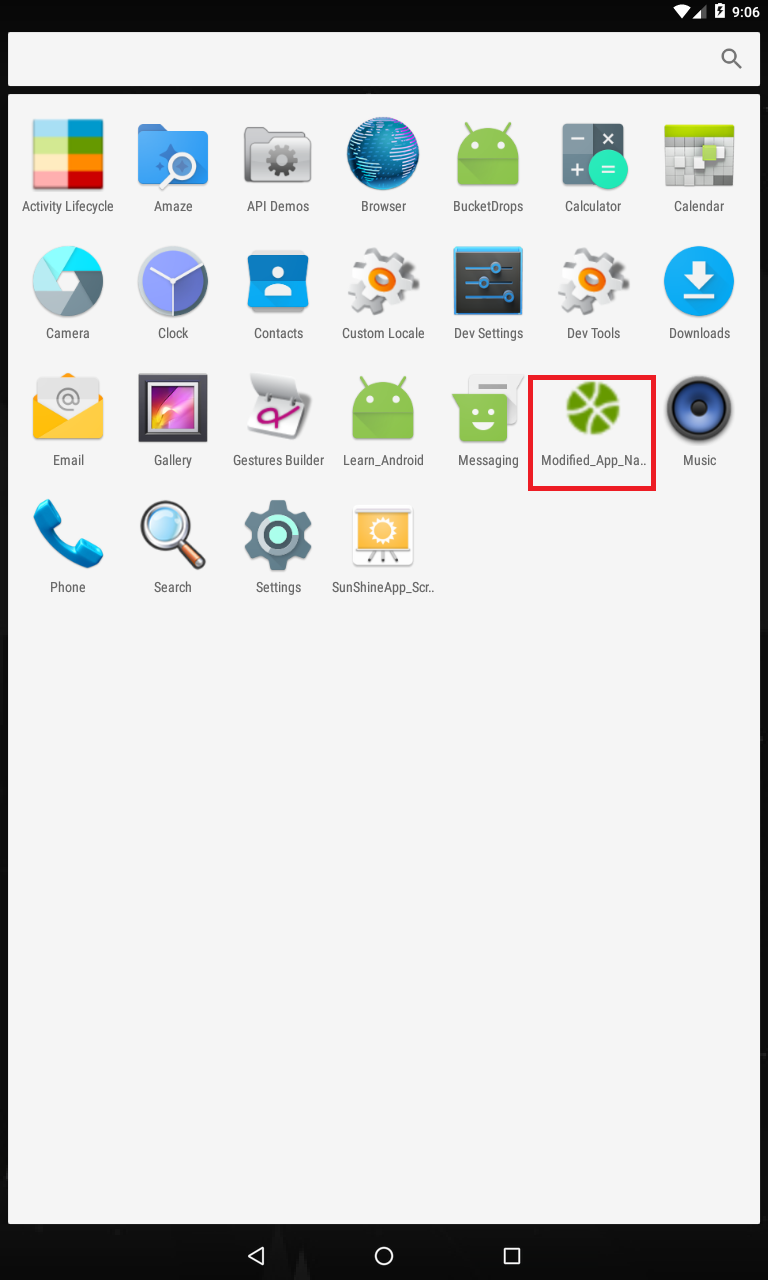 9:06
Activity Lifecycle Amaze API Demos Browser BucketDrops Calculator Calendar
Camera Clock Contacts Custom Locale Dev Settings Dev Tools Downloads
Email Gallery Gestures Builder Learn_Android Messaging Modified_App_Na.. Music
Phone Search Settings SunShineApp_Scr..